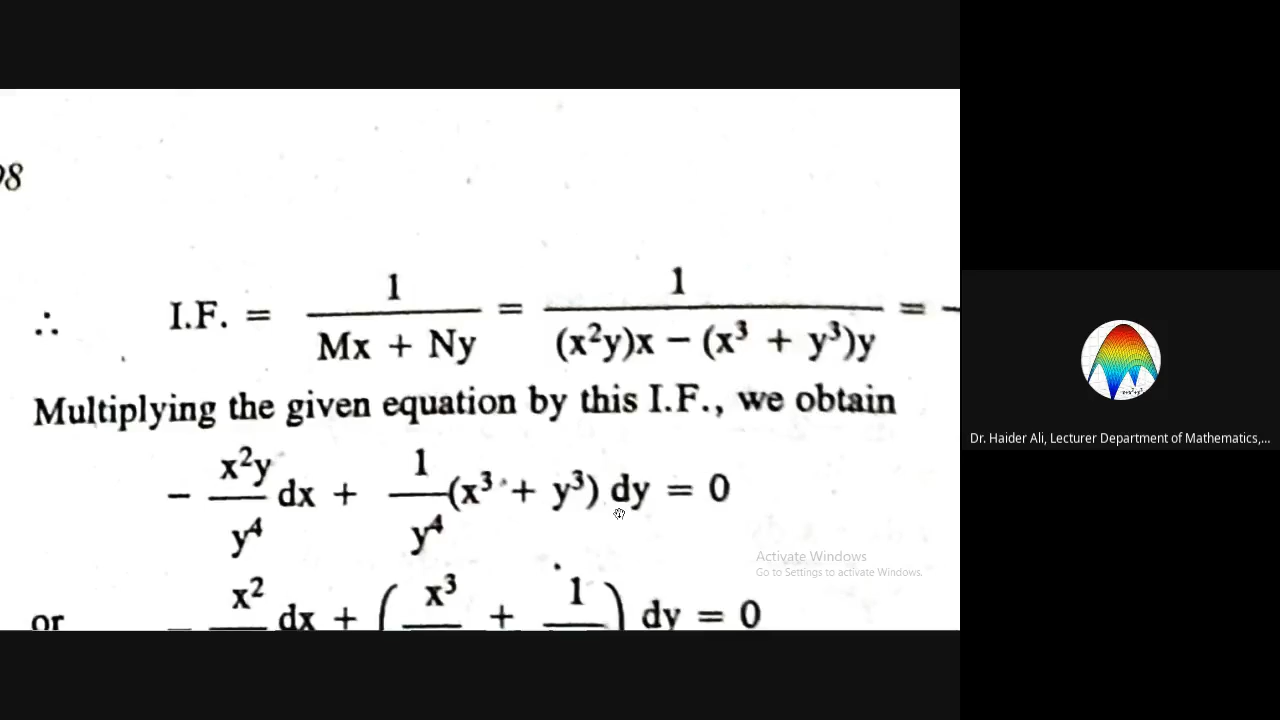 98
∴ I.F. = 1/(Mx + Ny) = 1/((x²y)x − (x³ + y³)y) = −
Multiplying the given equation by this I.F., we obtain
− x²y/y⁴ dx + 1/y⁴ (x³ + y³) dy = 0
or − x² dx + ( x³ + 1 ) dy = 0
Activate Windows
Go to Settings to activate Windows.
Dr. Haider Ali, Lecturer Department of Mathematics,...